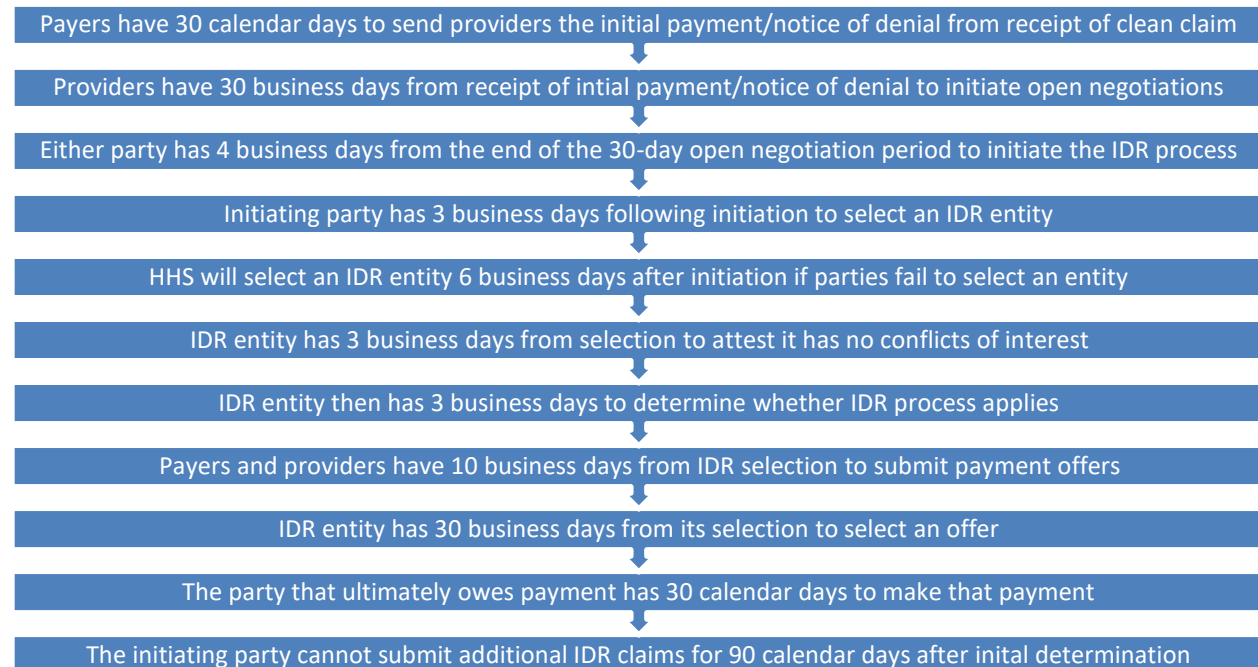 Payers have 30 calendar days to send providers the initial payment/notice of denial from receipt of clean claim
Providers have 30 business days from receipt of intial payment/notice of denial to initiate open negotiations
Either party has 4 business days from the end of the 30-day open negotiation period to initiate the IDR process
Initiating party has 3 business days following initiation to select an IDR entity
HHS will select an IDR entity 6 business days after initiation if parties fail to select an entity
IDR entity has 3 business days from selection to attest it has no conflicts of interest
IDR entity then has 3 business days to determine whether IDR process applies
Payers and providers have 10 business days from IDR selection to submit payment offers
IDR entity has 30 business days from its selection to select an offer
The party that ultimately owes payment has 30 calendar days to make that payment
The initiating party cannot submit additional IDR claims for 90 calendar days after inital determination